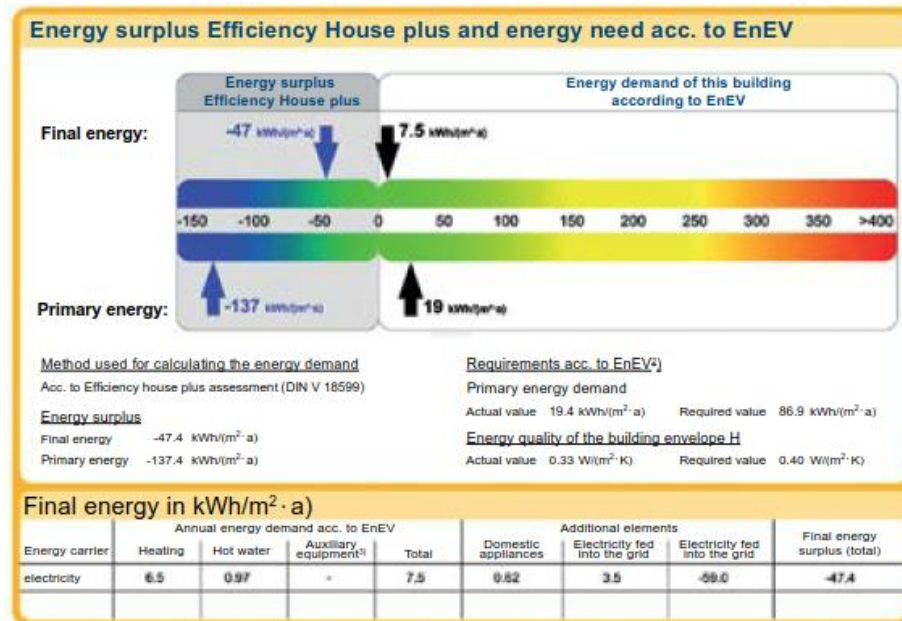 Energy surplus Efficiency House plus and energy need acc. to EnEV
Energy surplus
Efficiency House plus
Energy demand of this building
according to EnEV
Final energy:
-47 kWh/(m²·a)
7.5 kWh/(m²·a)
-150 -100 -50 0 50 100 150 200 250 300 350 >400
Primary energy:
-137 kWh/(m²·a)
19 kWh/(m²·a)
Method used for calculating the energy demand
Acc. to Efficiency house plus assessment (DIN V 18599)
Energy surplus
Final energy -47.4 kWh/(m²·a)
Primary energy -137.4 kWh/(m²·a)
Requirements acc. to EnEV²)
Primary energy demand
Actual value 19.4 kWh/(m²·a) Required value 86.9 kWh/(m²·a)
Energy quality of the building envelope H
Actual value 0.33 W/(m²·K) Required value 0.40 W/(m²·K)
Final energy in kWh/m²·a)
Annual energy demand acc. to EnEV Additional elements
Energy carrier Heating Hot water Auxiliary equipment³) Total Domestic appliances Electricity fed into the grid Electricity fed into the grid Final energy surplus (total)
electricity 6.5 0.97 - 7.5 0.62 3.5 -59.0 -47.4